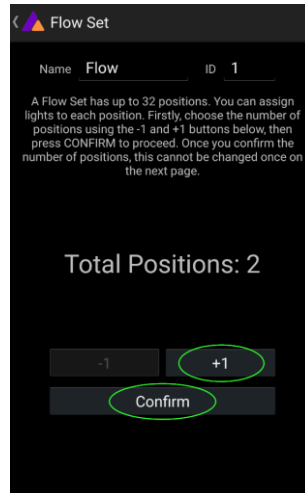 Flow Set
Name Flow ID 1
A Flow Set has up to 32 positions. You can assign
lights to each position. Firstly, choose the number of
positions using the -1 and +1 buttons below, then
press CONFIRM to proceed. Once you confirm the
number of positions, this cannot be changed once on
the next page.
Total Positions: 2
-1 +1
Confirm